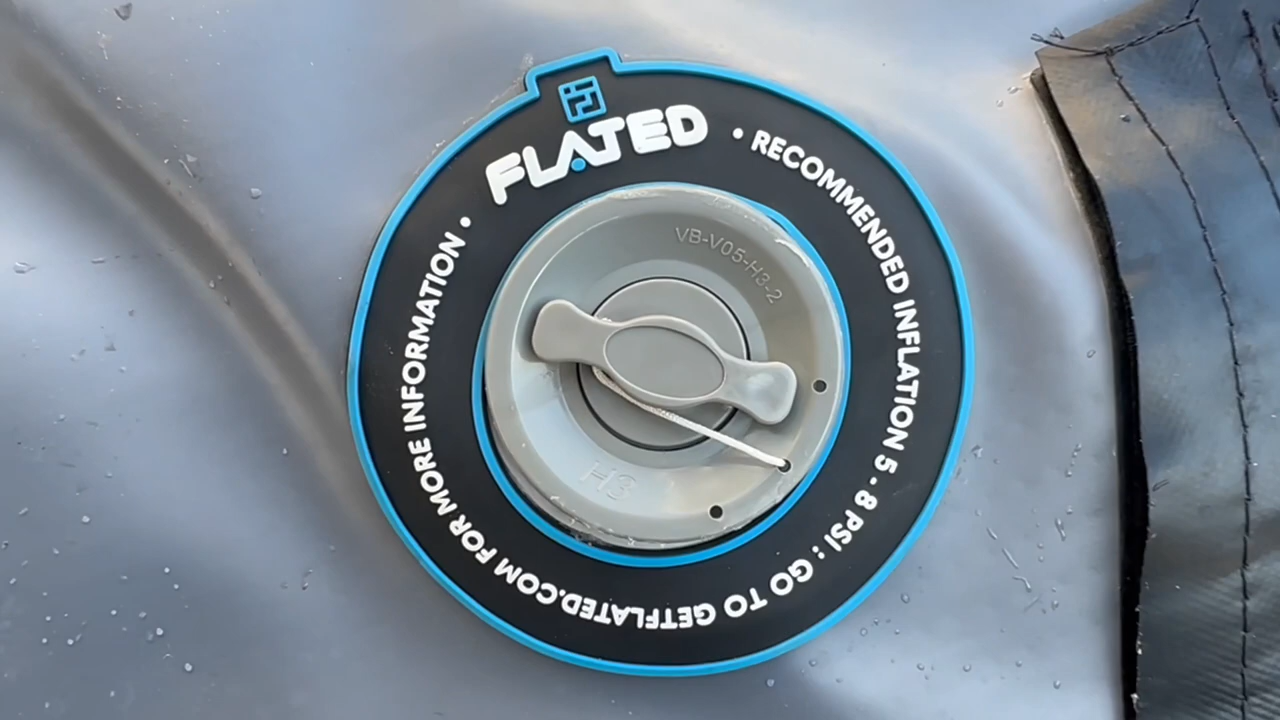 FLATED
• RECOMMENDED INFLATION 5 - 8 PSI : GO TO GETFLATED.COM FOR MORE INFORMATION •
VB-V05-H3-2
H3